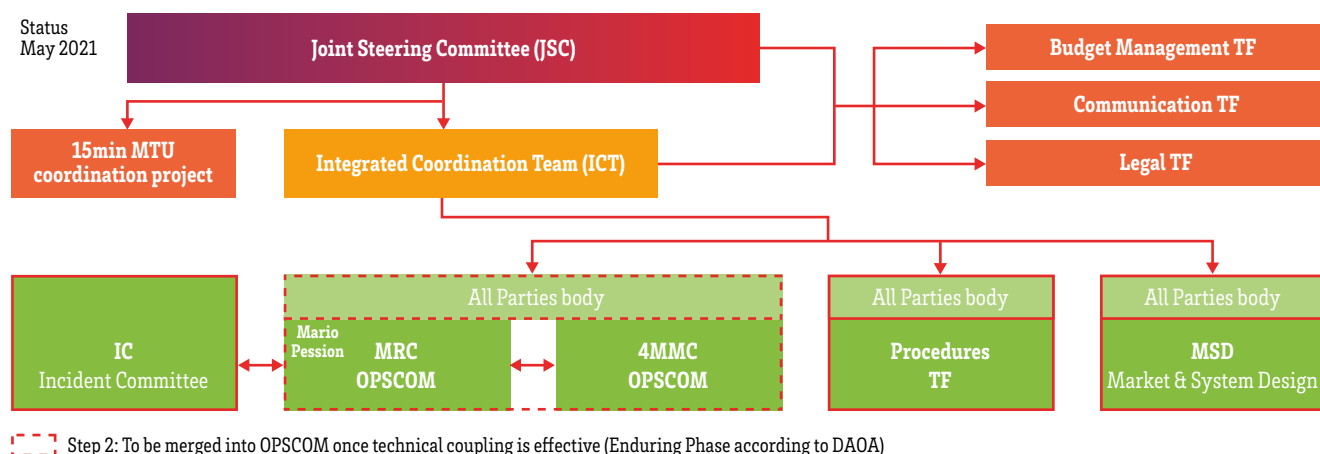 Status
May 2021
Joint Steering Committee (JSC)
Budget Management TF
Communication TF
Legal TF
15min MTU
coordination project
Integrated Coordination Team (ICT)
All Parties body
All Parties body
All Parties body
IC
Incident Committee
Mario
Pession
MRC
OPSCOM
4MMC
OPSCOM
Procedures
TF
MSD
Market & System Design
Step 2: To be merged into OPSCOM once technical coupling is effective (Enduring Phase according to DAOA)